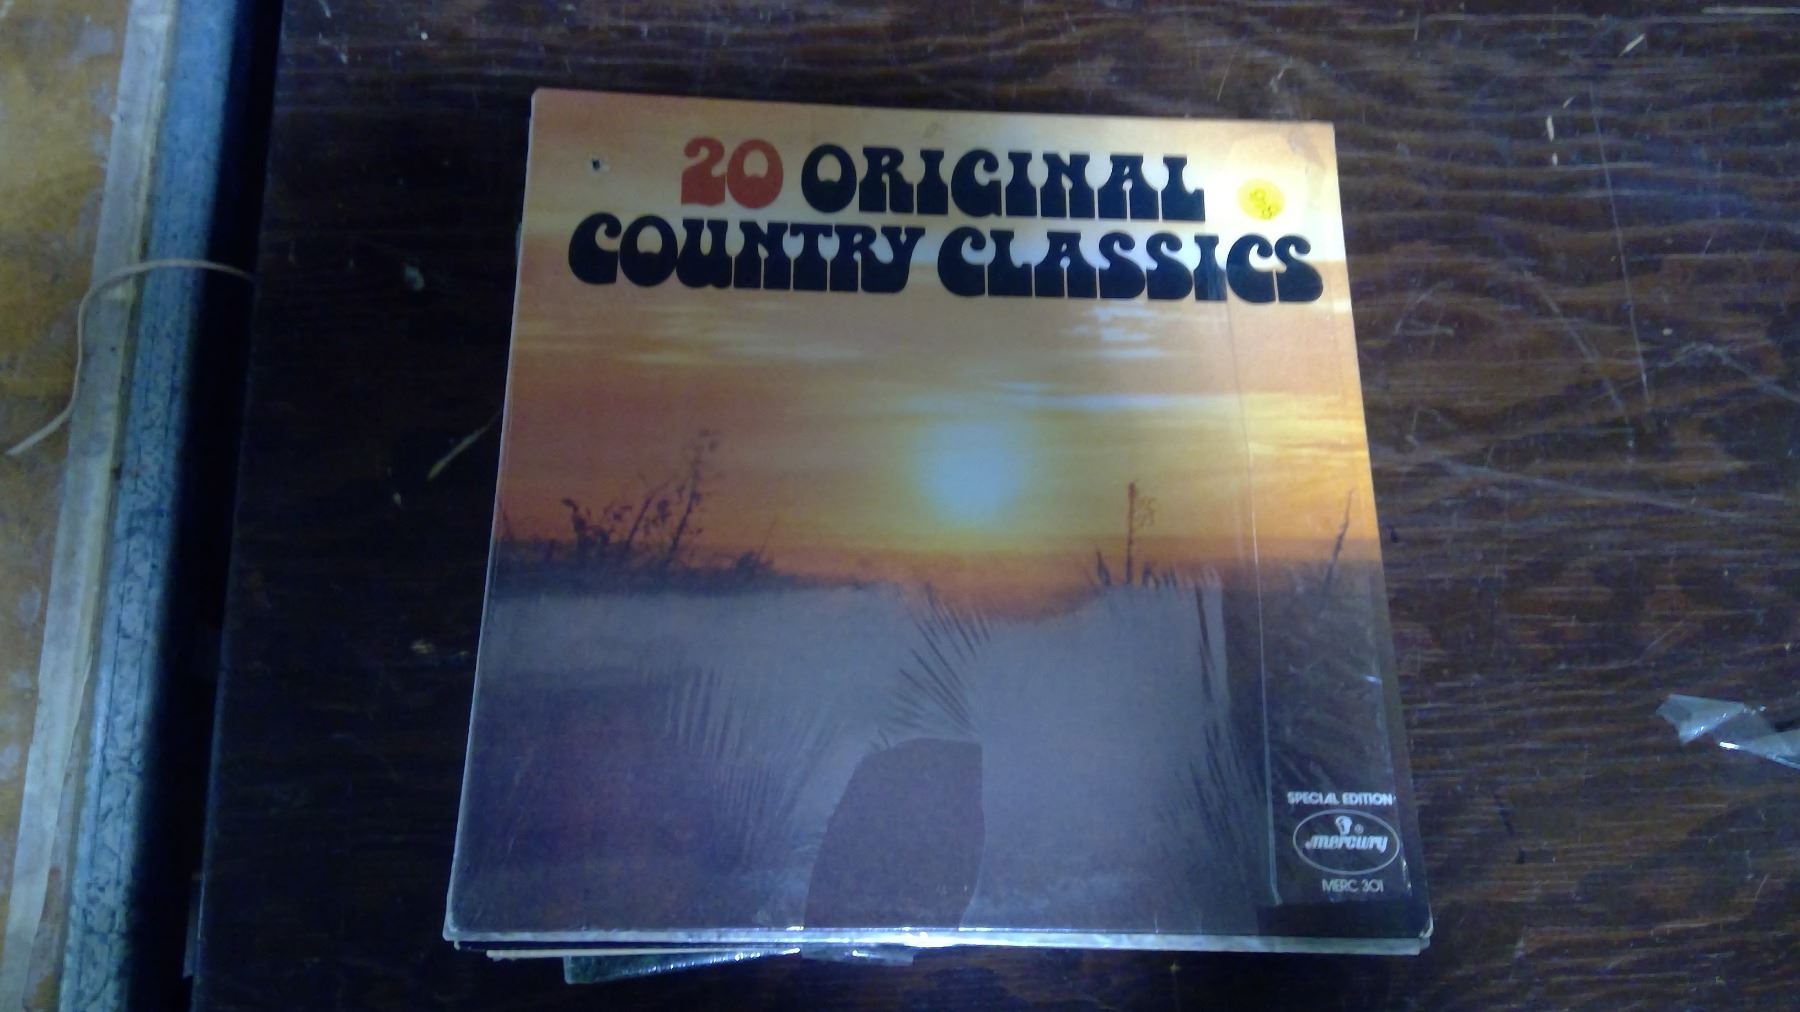 20 ORIGINAL
COUNTRY CLASSICS
SPECIAL EDITION
mercury
MERC 301